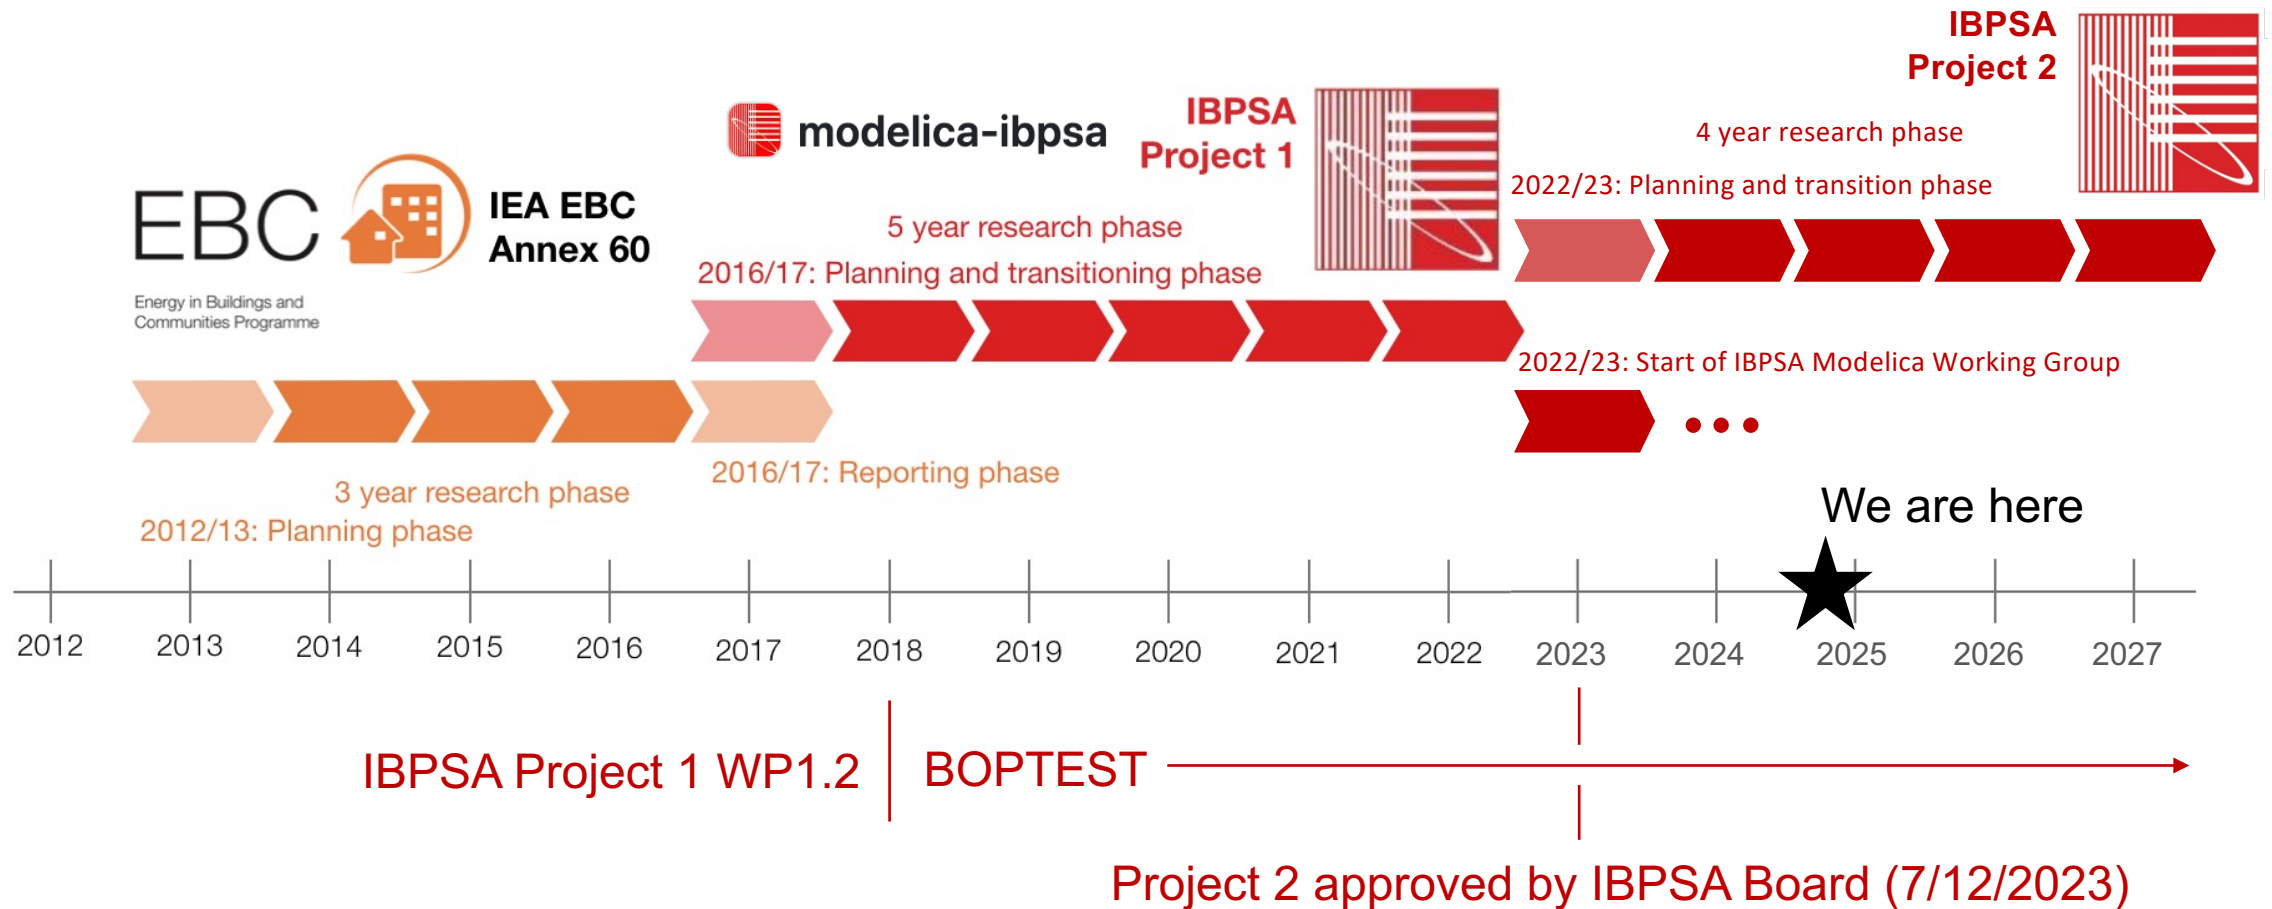 IBPSA
Project 2
modelica-ibpsa
IBPSA
Project 1
4 year research phase
2022/23: Planning and transition phase
EBC
IEA EBC
Annex 60
Energy in Buildings and
Communities Programme
5 year research phase
2016/17: Planning and transitioning phase
2022/23: Start of IBPSA Modelica Working Group
•••
2016/17: Reporting phase
3 year research phase
2012/13: Planning phase
We are here
2012 2013 2014 2015 2016 2017 2018 2019 2020 2021 2022 2023 2024 2025 2026 2027
IBPSA Project 1 WP1.2
BOPTEST
Project 2 approved by IBPSA Board (7/12/2023)